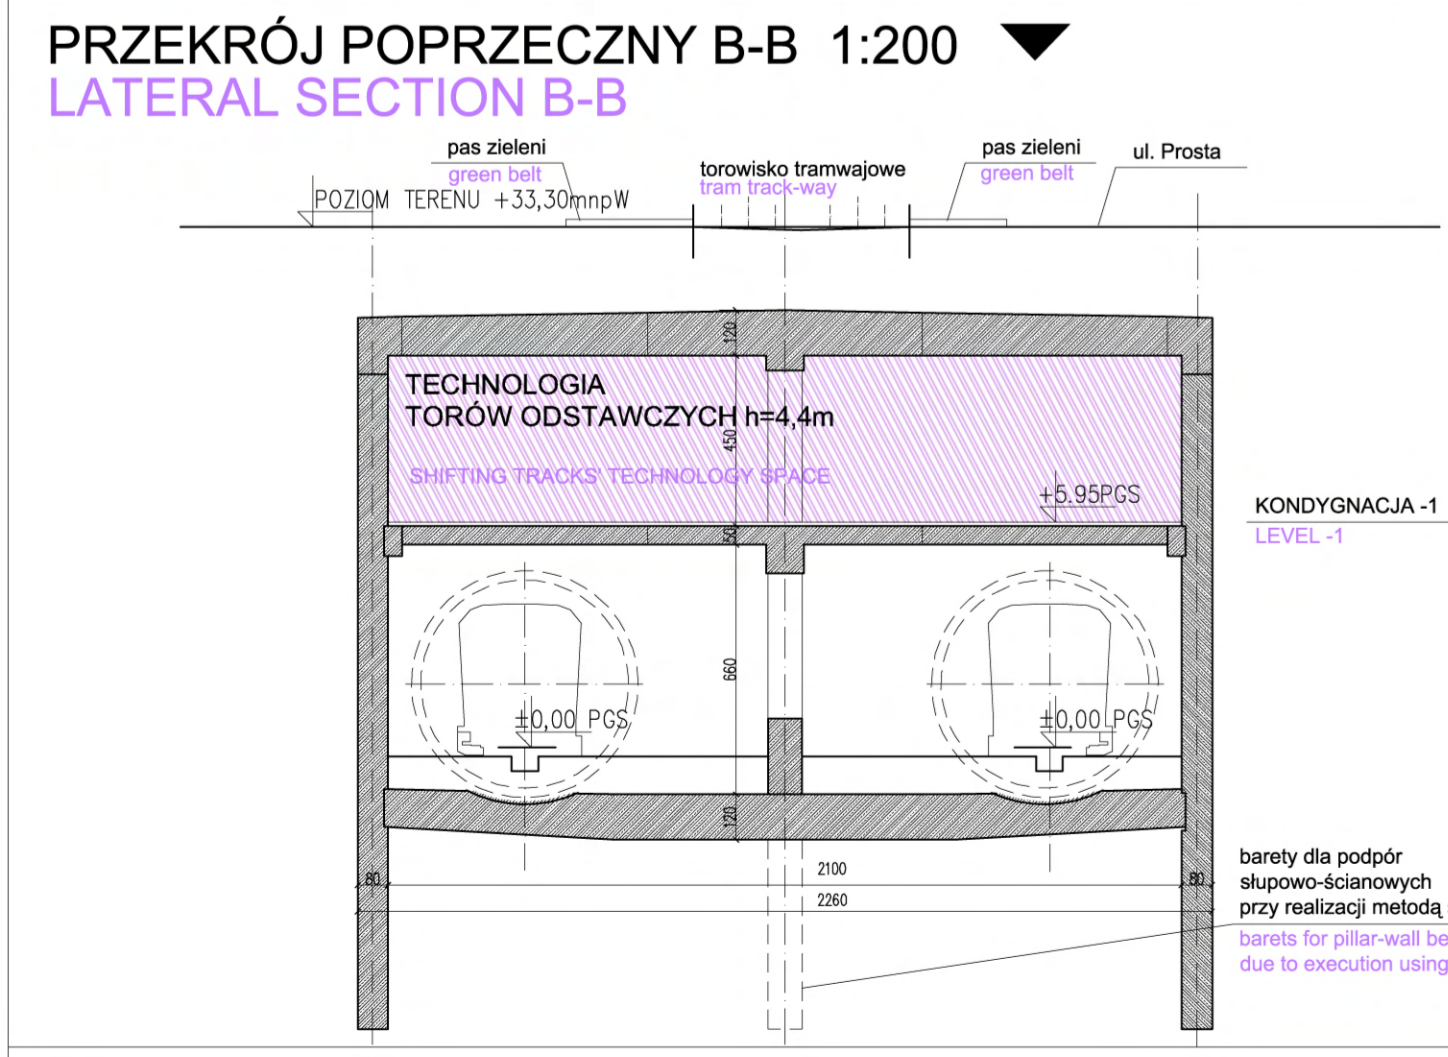 PRZEKRÓJ POPRZECZNY B-B 1:200
LATERAL SECTION B-B
pas zieleni
green belt
torowisko tramwajowe
tram track-way
pas zieleni
green belt
ul. Prosta
POZIOM TERENU +33,30mnpW
120
TECHNOLOGIA
TORÓW ODSTAWCZYCH h=4,4m
450
SHIFTING TRACKS' TECHNOLOGY SPACE
+5.95PGS
KONDYGNACJA -1
LEVEL -1
50
660
±0,00 PGS
±0,00 PGS
120
80
2100
80
2260
barety dla podpór
słupowo-ścianowych
przy realizacji metodą
barets for pillar-wall be
due to execution using